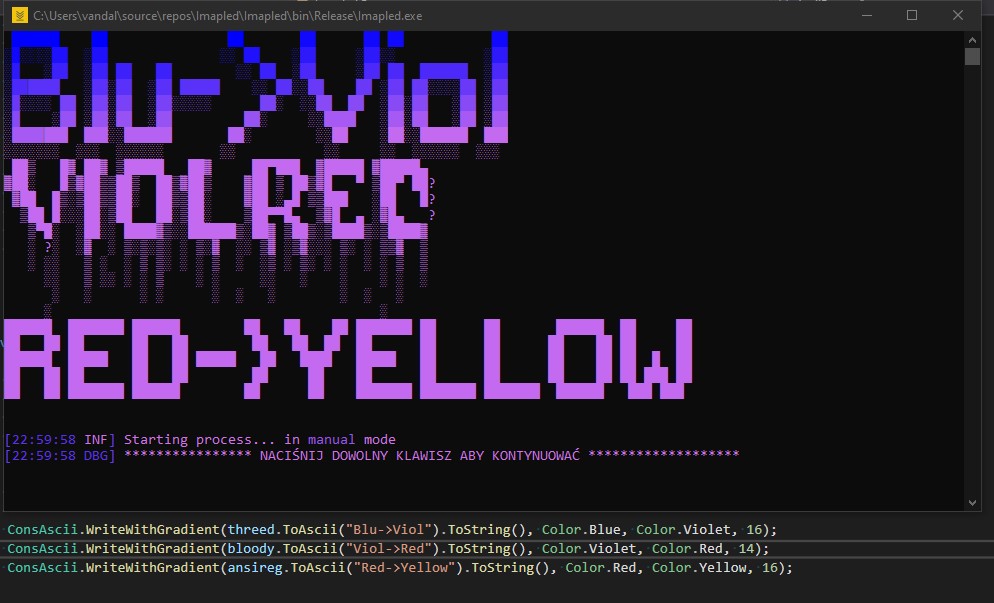 C:\Users\vandal\source\repos\Imapled\Imapled\bin\Release\Imapled.exe
Blu->Viol
Viol->Red
RED->YELLOW
[22:59:58 INF] Starting process... in manual mode
[22:59:58 DBG] **************** NACIŚNIJ DOWOLNY KLAWISZ ABY KONTYNUOWAĆ *******************
ConsAscii.WriteWithGradient(threed.ToAscii("Blu->Viol").ToString(), Color.Blue, Color.Violet, 16);
ConsAscii.WriteWithGradient(bloody.ToAscii("Viol->Red").ToString(), Color.Violet, Color.Red, 14);
ConsAscii.WriteWithGradient(ansireg.ToAscii("Red->Yellow").ToString(), Color.Red, Color.Yellow, 16);